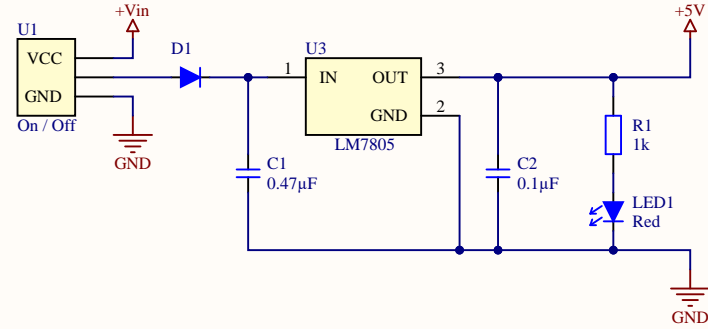 +Vin
+5V
U1
D1
U3
VCC
1
IN
OUT
3
GND
GND
2
On / Off
LM7805
R1
1k
GND
C1
0.47µF
C2
0.1µF
LED1
Red
GND